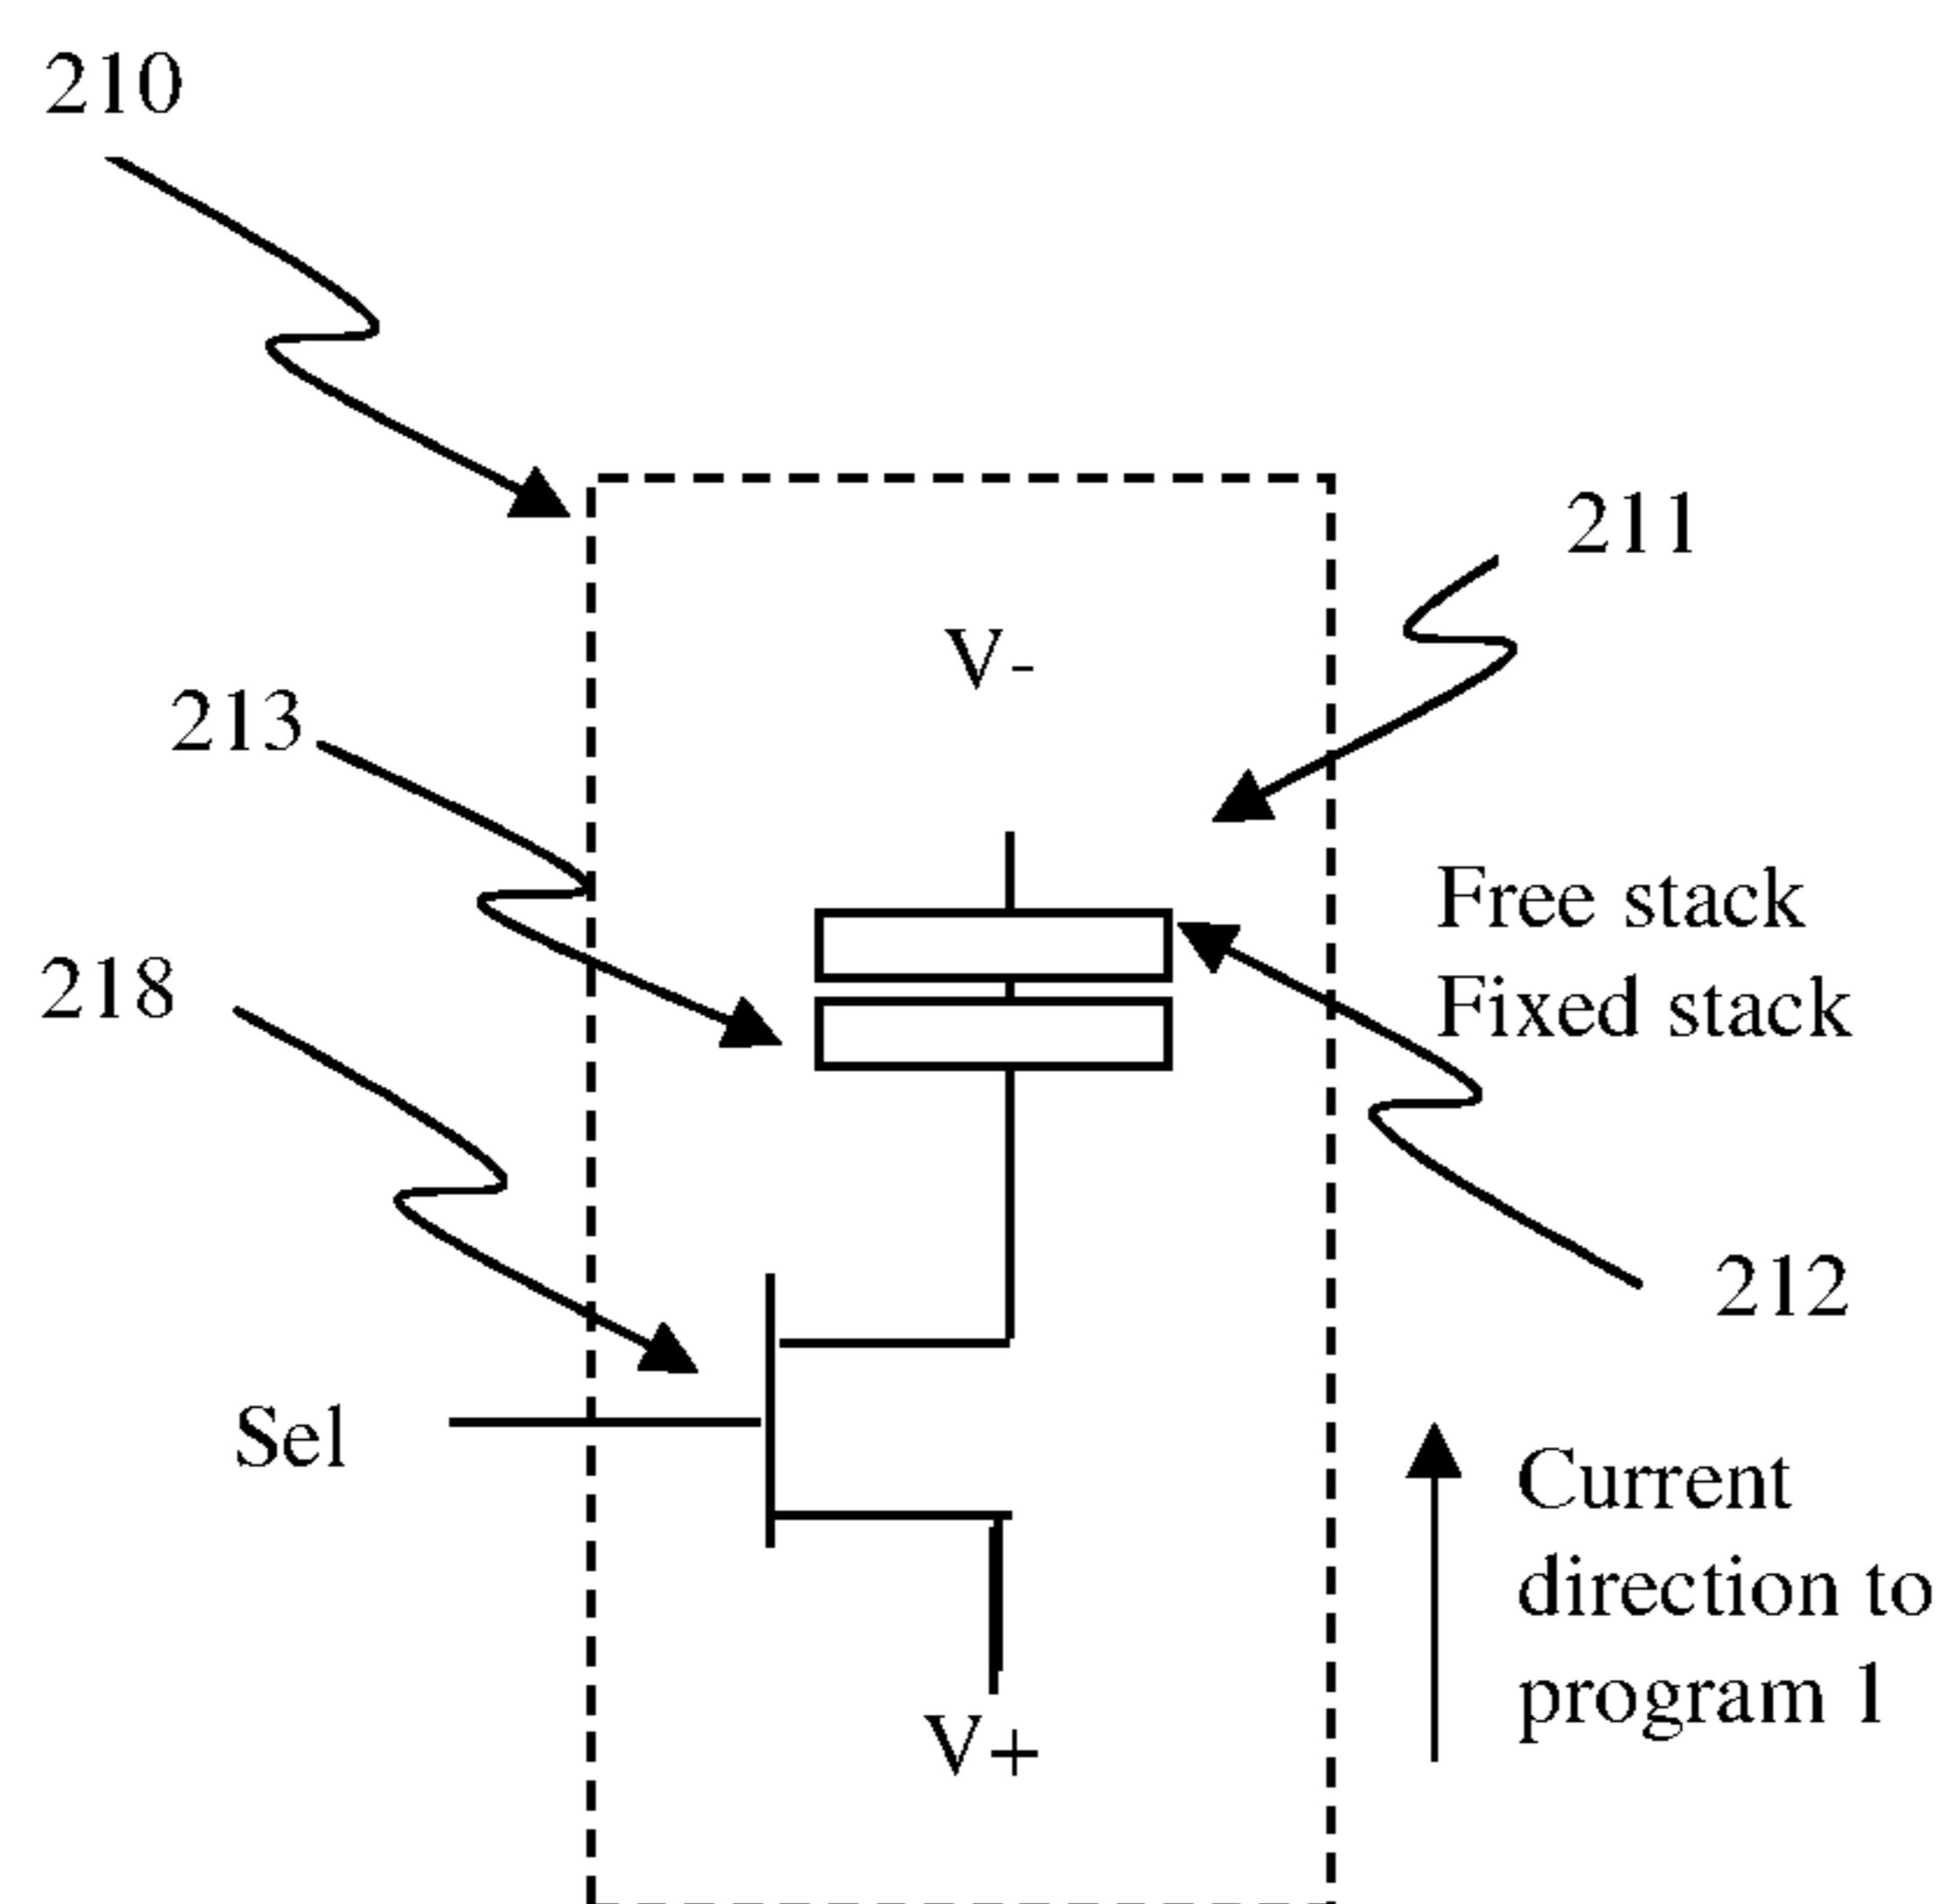 210
211
V-
213
Free stack
218
Fixed stack
212
Sel
Current
direction to
program 1
V+